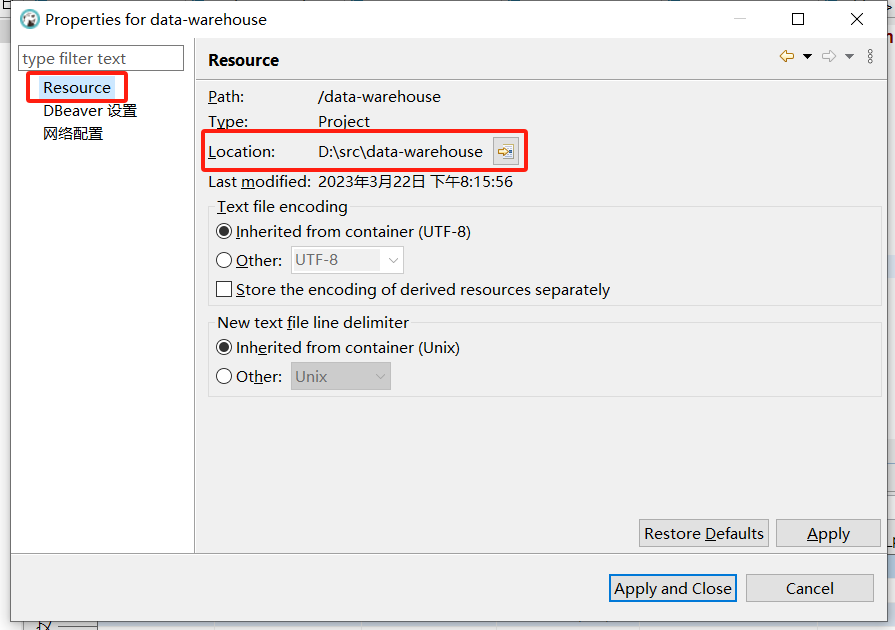 Properties for data-warehouse
type filter text
Resource
DBeaver 设置
网络配置
Resource
Path: /data-warehouse
Type: Project
Location: D:\src\data-warehouse
Last modified: 2023年3月22日 下午8:15:56
Text file encoding
Inherited from container (UTF-8)
Other: UTF-8
Store the encoding of derived resources separately
New text file line delimiter
Inherited from container (Unix)
Other: Unix
Restore Defaults Apply
Apply and Close Cancel